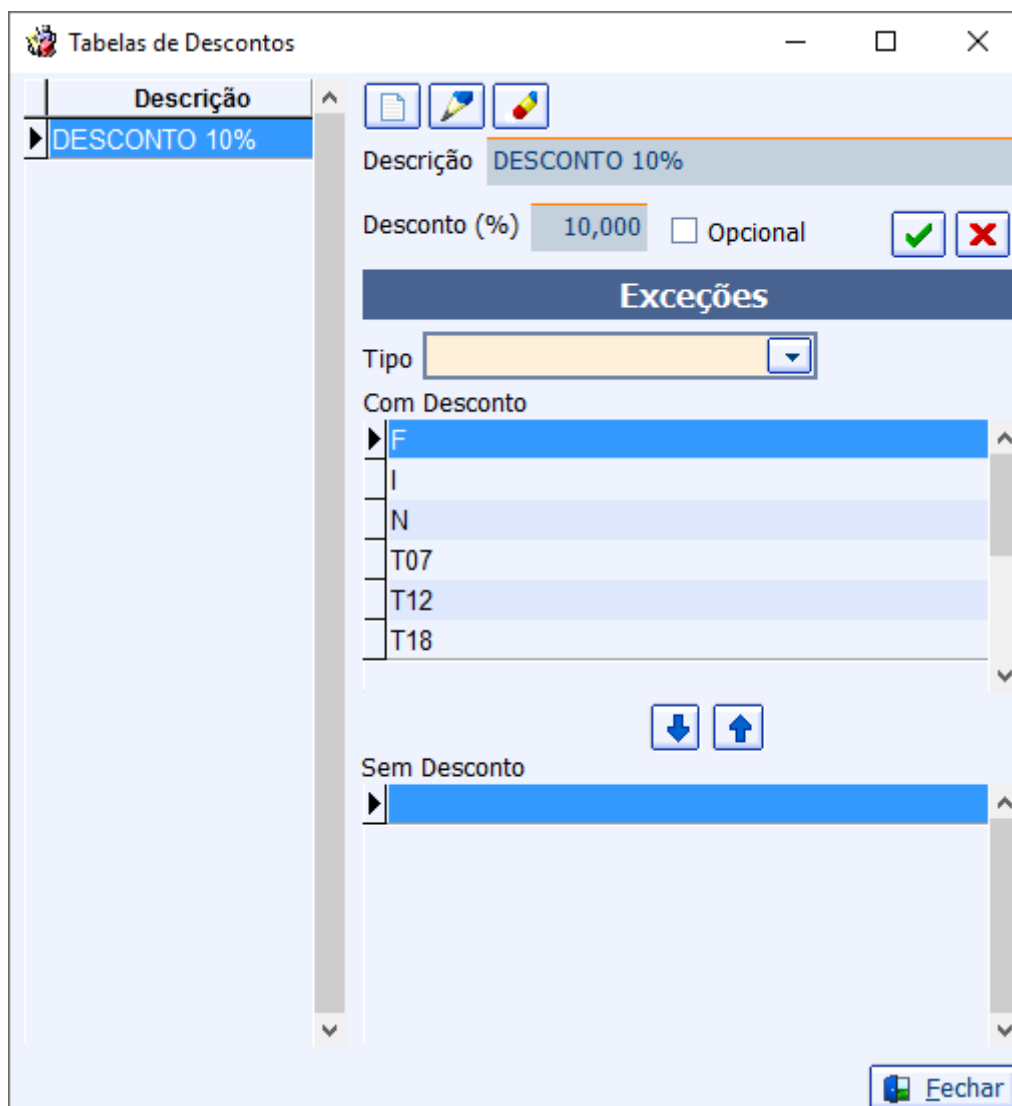 Tabelas de Descontos
Descrição
DESCONTO 10%
Descrição DESCONTO 10%
Desconto (%) 10,000 Opcional
Exceções
Tipo
Com Desconto
F
I
N
T07
T12
T18
Sem Desconto
Fechar